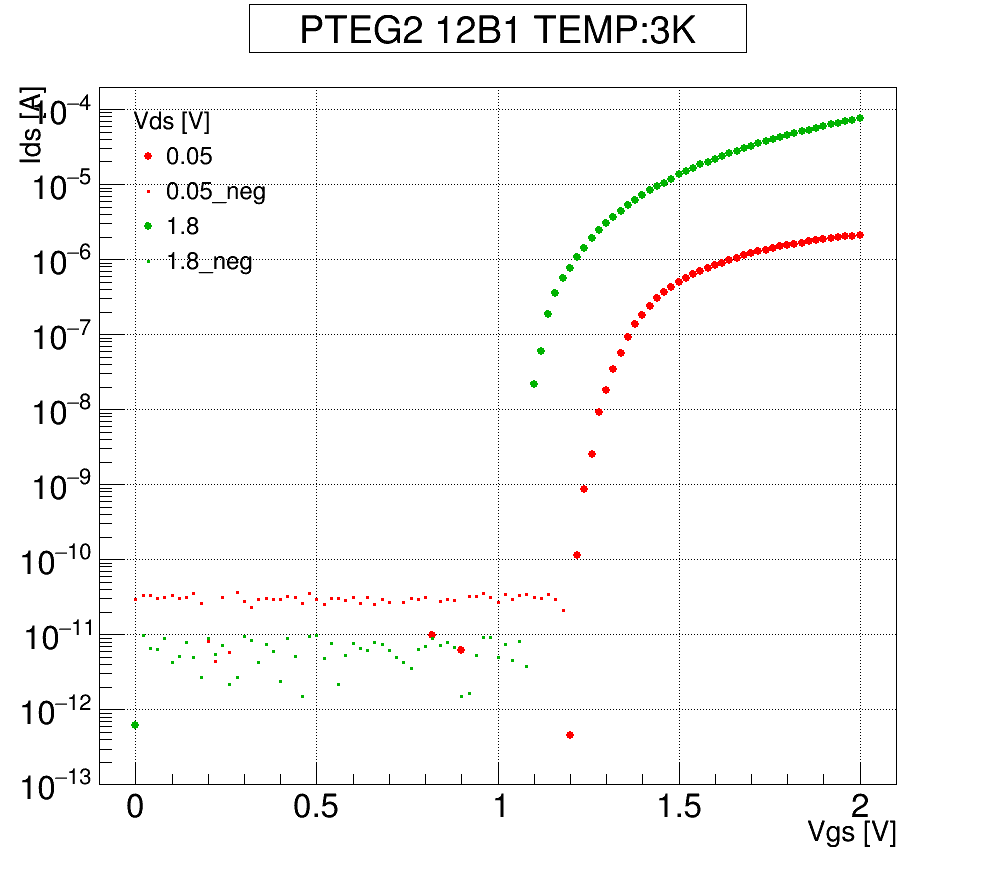 PTEG2 12B1 TEMP:3K
Ids [A]
Vds [V]
0.05
0.05_neg
1.8
1.8_neg
10⁻⁴
10⁻⁵
10⁻⁶
10⁻⁷
10⁻⁸
10⁻⁹
10⁻¹⁰
10⁻¹¹
10⁻¹²
10⁻¹³
0 0.5 1 1.5 2
Vgs [V]